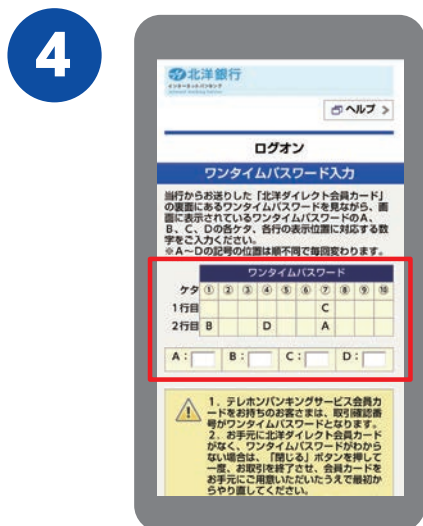 4
北洋銀行
インターネットバンキング
ヘルプ >
ログオン
ワンタイムパスワード入力
当行からお送りした「北洋ダイレクト会員カード」
の裏面にあるワンタイムパスワードを見ながら、画
面に表示されているワンタイムパスワードのA、
B、C、Dの各ケタ、各行の表示位置に対応する数
字をご入力ください。
※A～Dの記号の位置は順不同で毎回変わります。
ワンタイムパスワード
ケタ ① ② ③ ④ ⑤ ⑥ ⑦ ⑧ ⑨ ⑩
1行目 C
2行目 B D A
A: B: C: D:
1．テレホンバンキングサービス会員カ
ードをお持ちのお客さまは、取引確認番
号がワンタイムパスワードとなります。
2．お手元に北洋ダイレクト会員カード
がなく、ワンタイムパスワードがわから
ない場合は、「閉じる」ボタンを押して
一度、お取引を終了させ、会員カードを
お手元にご用意いただいたうえで最初か
らやり直してください。